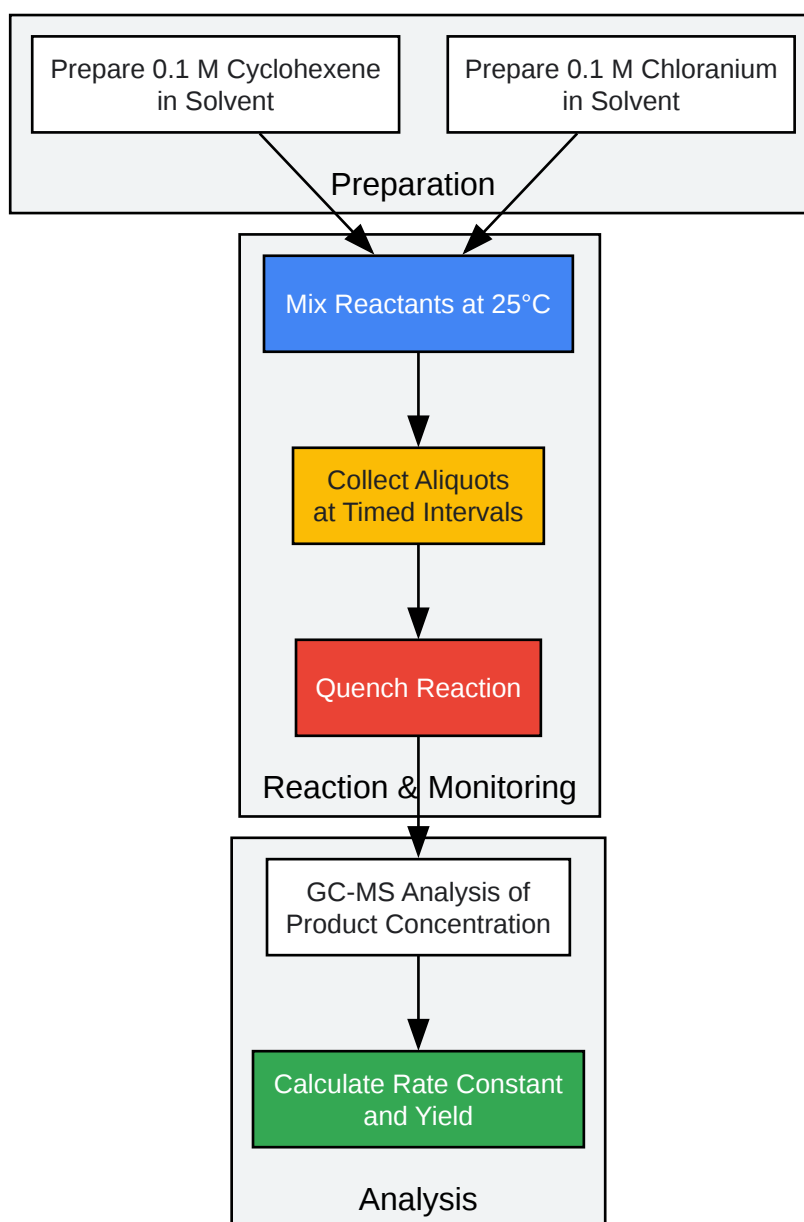 Prepare 0.1 M Cyclohexene
in Solvent
Prepare 0.1 M Chloranium
in Solvent
Preparation
Mix Reactants at 25°C
Collect Aliquots
at Timed Intervals
Quench Reaction
Reaction & Monitoring
GC-MS Analysis of
Product Concentration
Calculate Rate Constant
and Yield
Analysis